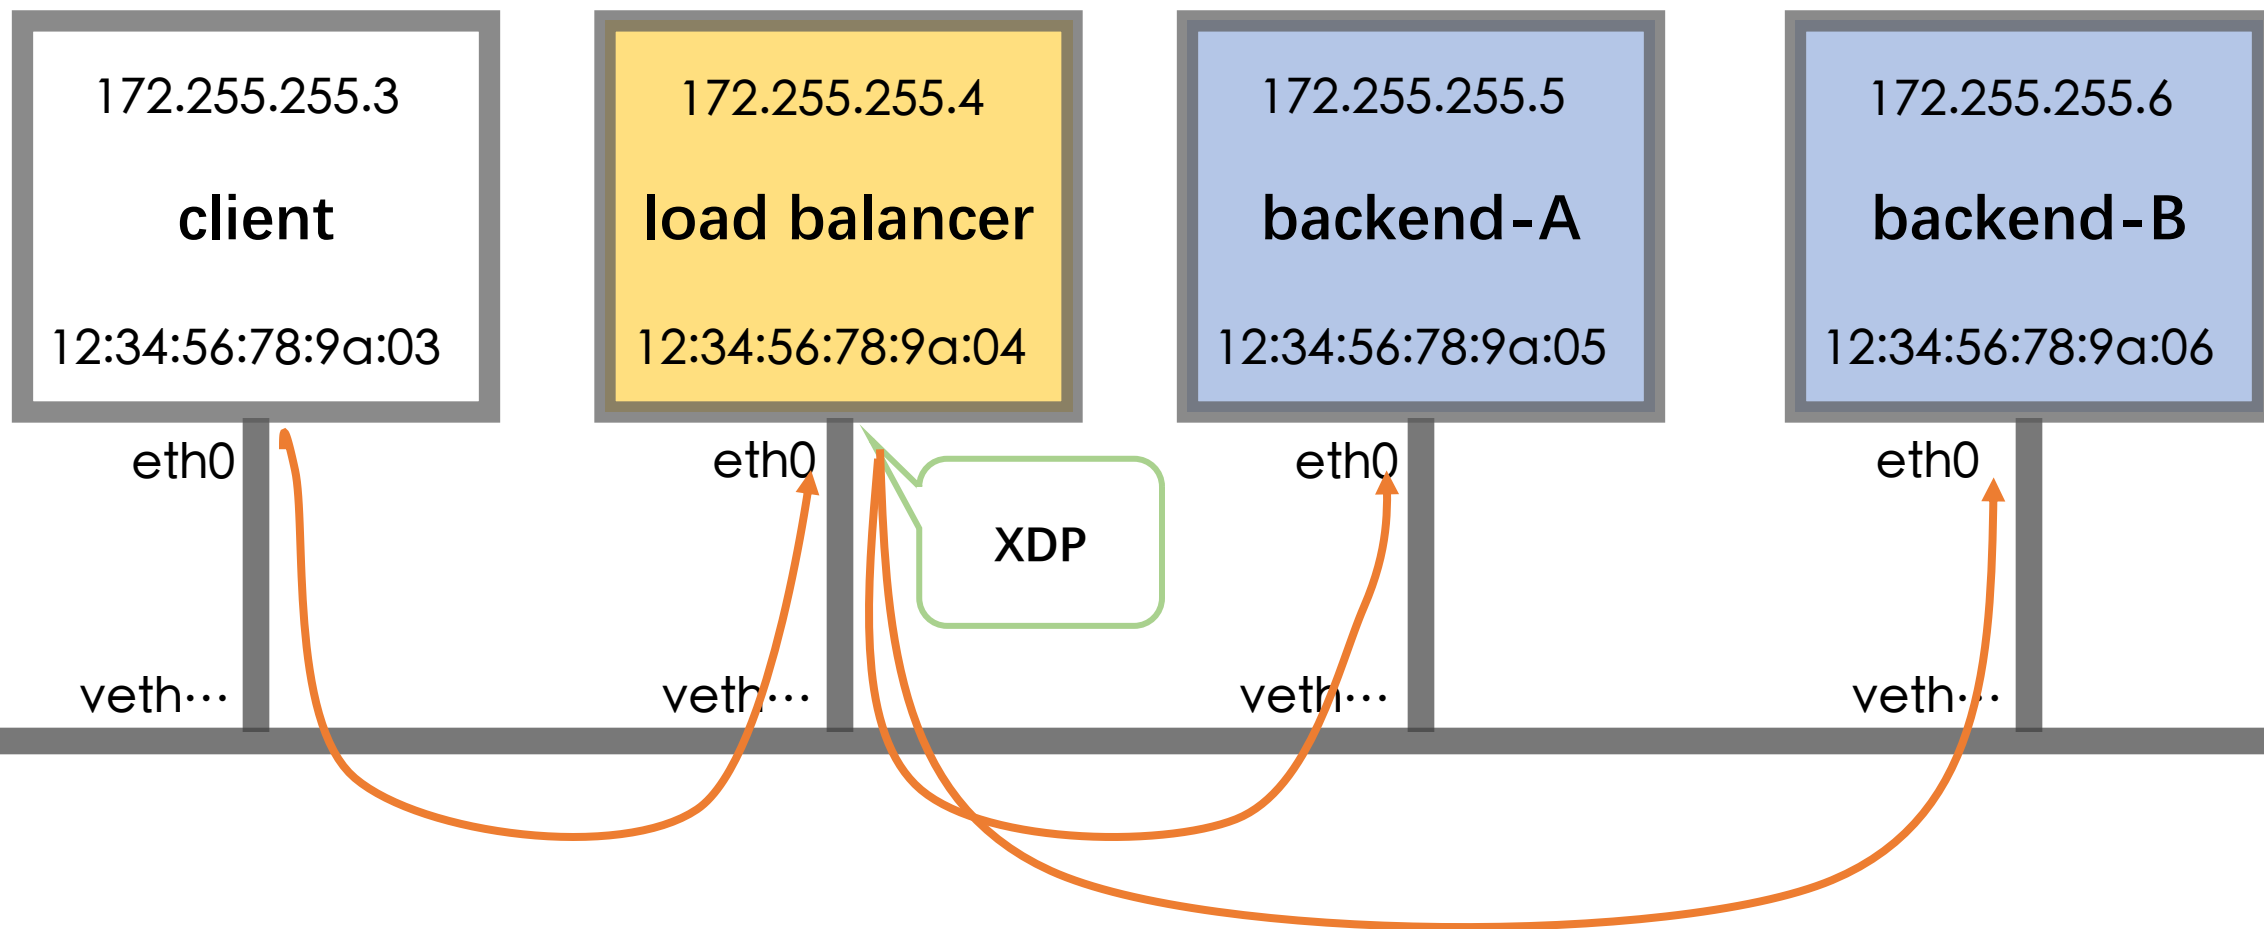 172.255.255.3
client
12:34:56:78:9a:03
eth0
veth···
172.255.255.4
load balancer
12:34:56:78:9a:04
eth0
XDP
veth···
172.255.255.5
backend-A
12:34:56:78:9a:05
eth0
veth···
172.255.255.6
backend-B
12:34:56:78:9a:06
eth0
veth···